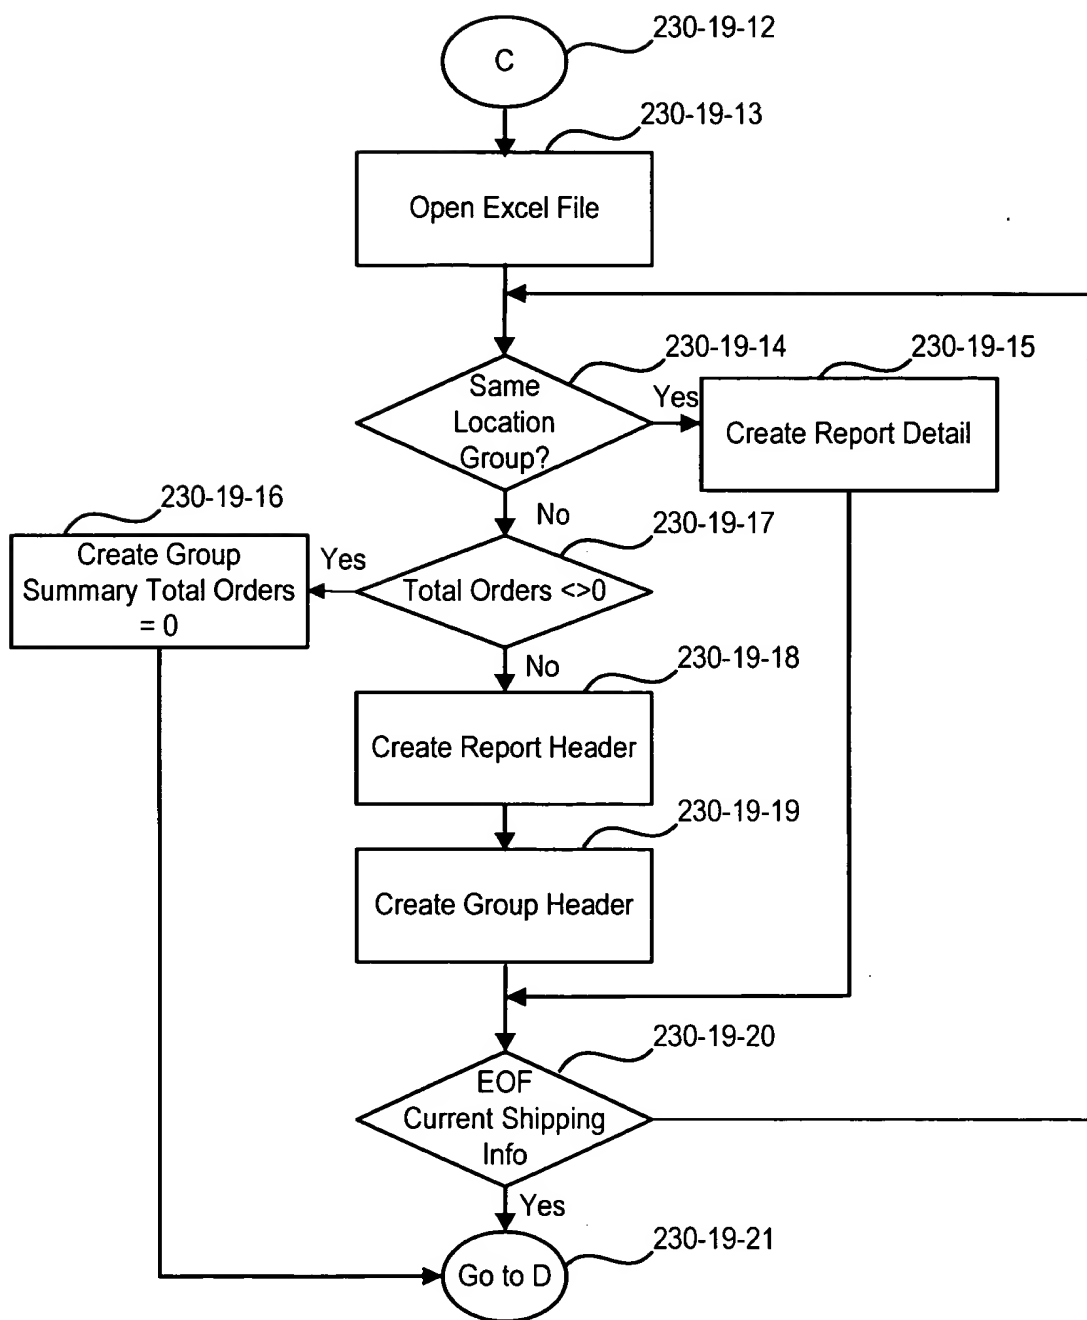 230-19-12
C
230-19-13
Open Excel File
230-19-14
230-19-15
Same
Location
Group?
Yes
Create Report Detail
230-19-16
No
230-19-17
Create Group
Summary Total Orders
= 0
Yes
Total Orders <>0
No
230-19-18
Create Report Header
230-19-19
Create Group Header
230-19-20
EOF
Current Shipping
Info
Yes
230-19-21
Go to D